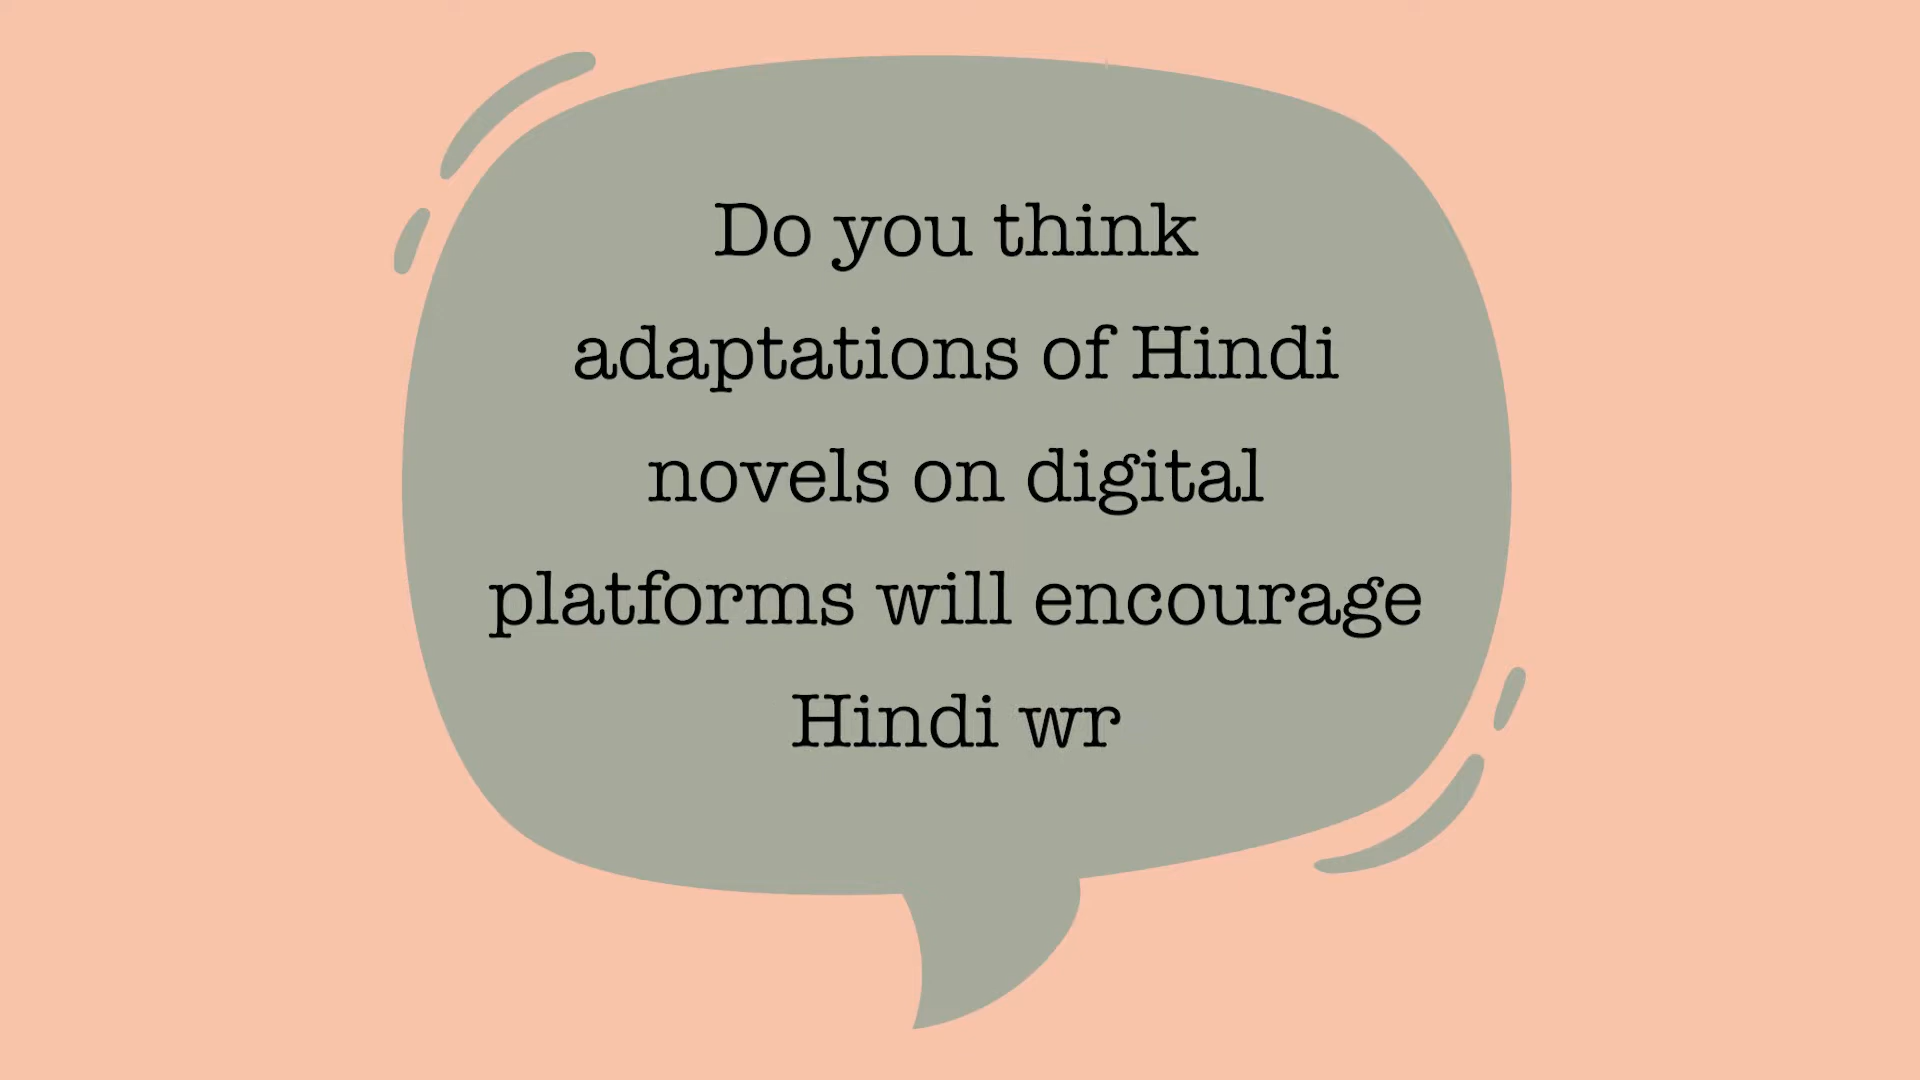 Do you think
adaptations of Hindi
novels on digital
platforms will encourage
Hindi wr